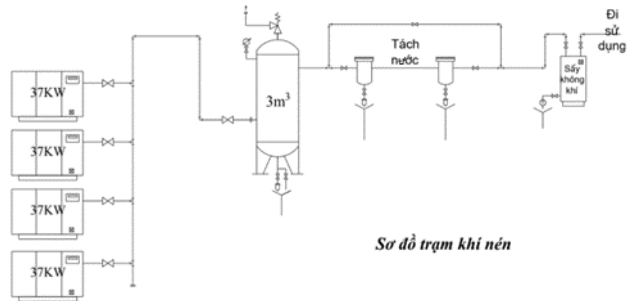 Đi sử
dụng
Tách
nước
Sấy
không
khí
37KW
3m³
37KW
37KW
37KW
Sơ đồ trạm khí nén